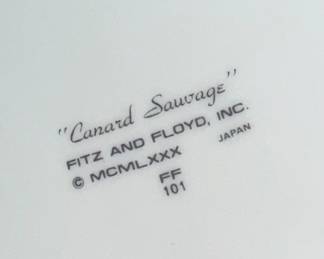 "Canard Sauvage"
FITZ AND FLOYD, INC.
© MCMLXXX JAPAN
FF
101